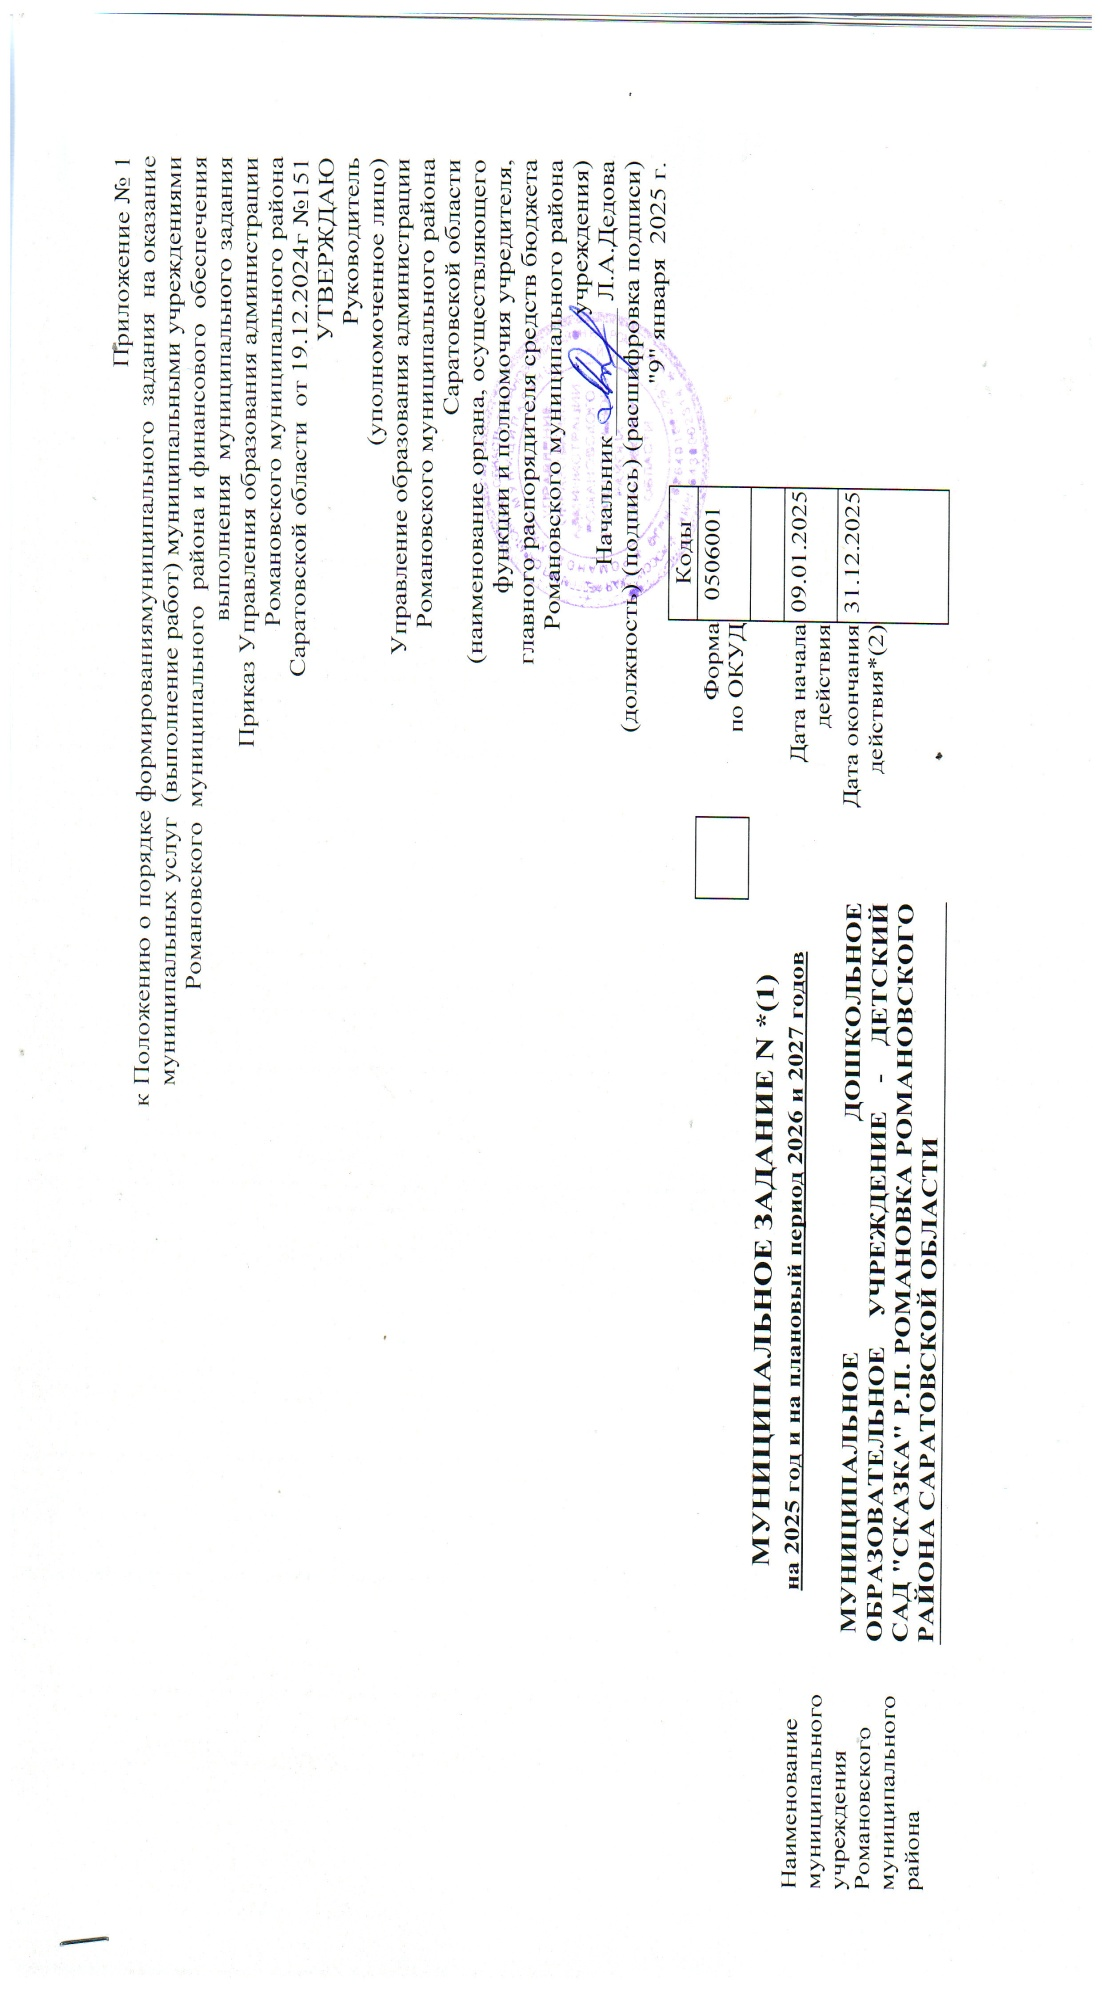 Приложение № 1
к Положению о порядке формированиямуниципального задания на оказание
муниципальных услуг (выполнение работ) муниципальными учреждениями
Романовского муниципального района и финансового обеспечения
выполнения муниципального задания
Приказ Управления образования администрации
Романовского муниципального района
Саратовской области от 19.12.2024г №151
УТВЕРЖДАЮ
Руководитель
(уполномоченное лицо)
Управление образования администрации
Романовского муниципального района
Саратовской области
(наименование органа, осуществляющего
функции и полномочия учредителя,
главного распорядителя средств бюджета
Романовского муниципального района
учреждения)
Начальник Л.А.Дедова
(должность) (подпись) (расшифровка подписи)
"9" января 2025 г.
МУНИЦИПАЛЬНОЕ ЗАДАНИЕ N *(1)
на 2025 год и на плановый период 2026 и 2027 годов
Коды
Форма по ОКУД 0506001
Дата начала действия 09.01.2025
Дата окончания действия*(2) 31.12.2025
Наименование
муниципального
учреждения
Романовского
муниципального
района
МУНИЦИПАЛЬНОЕ ДОШКОЛЬНОЕ
ОБРАЗОВАТЕЛЬНОЕ УЧРЕЖДЕНИЕ - ДЕТСКИЙ
САД "СКАЗКА" Р.П. РОМАНОВКА РОМАНОВСКОГО
РАЙОНА САРАТОВСКОЙ ОБЛАСТИ